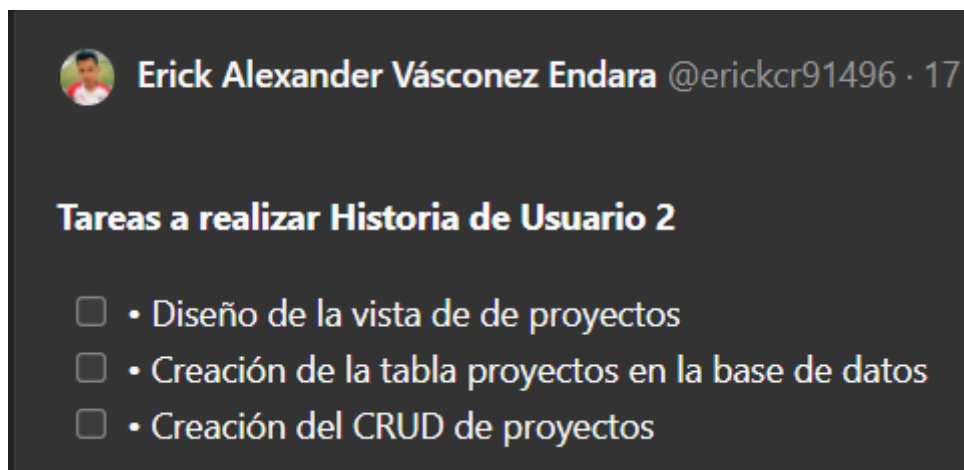 Erick Alexander Vásconez Endara @erickcr91496 · 17
Tareas a realizar Historia de Usuario 2
• Diseño de la vista de de proyectos
• Creación de la tabla proyectos en la base de datos
• Creación del CRUD de proyectos